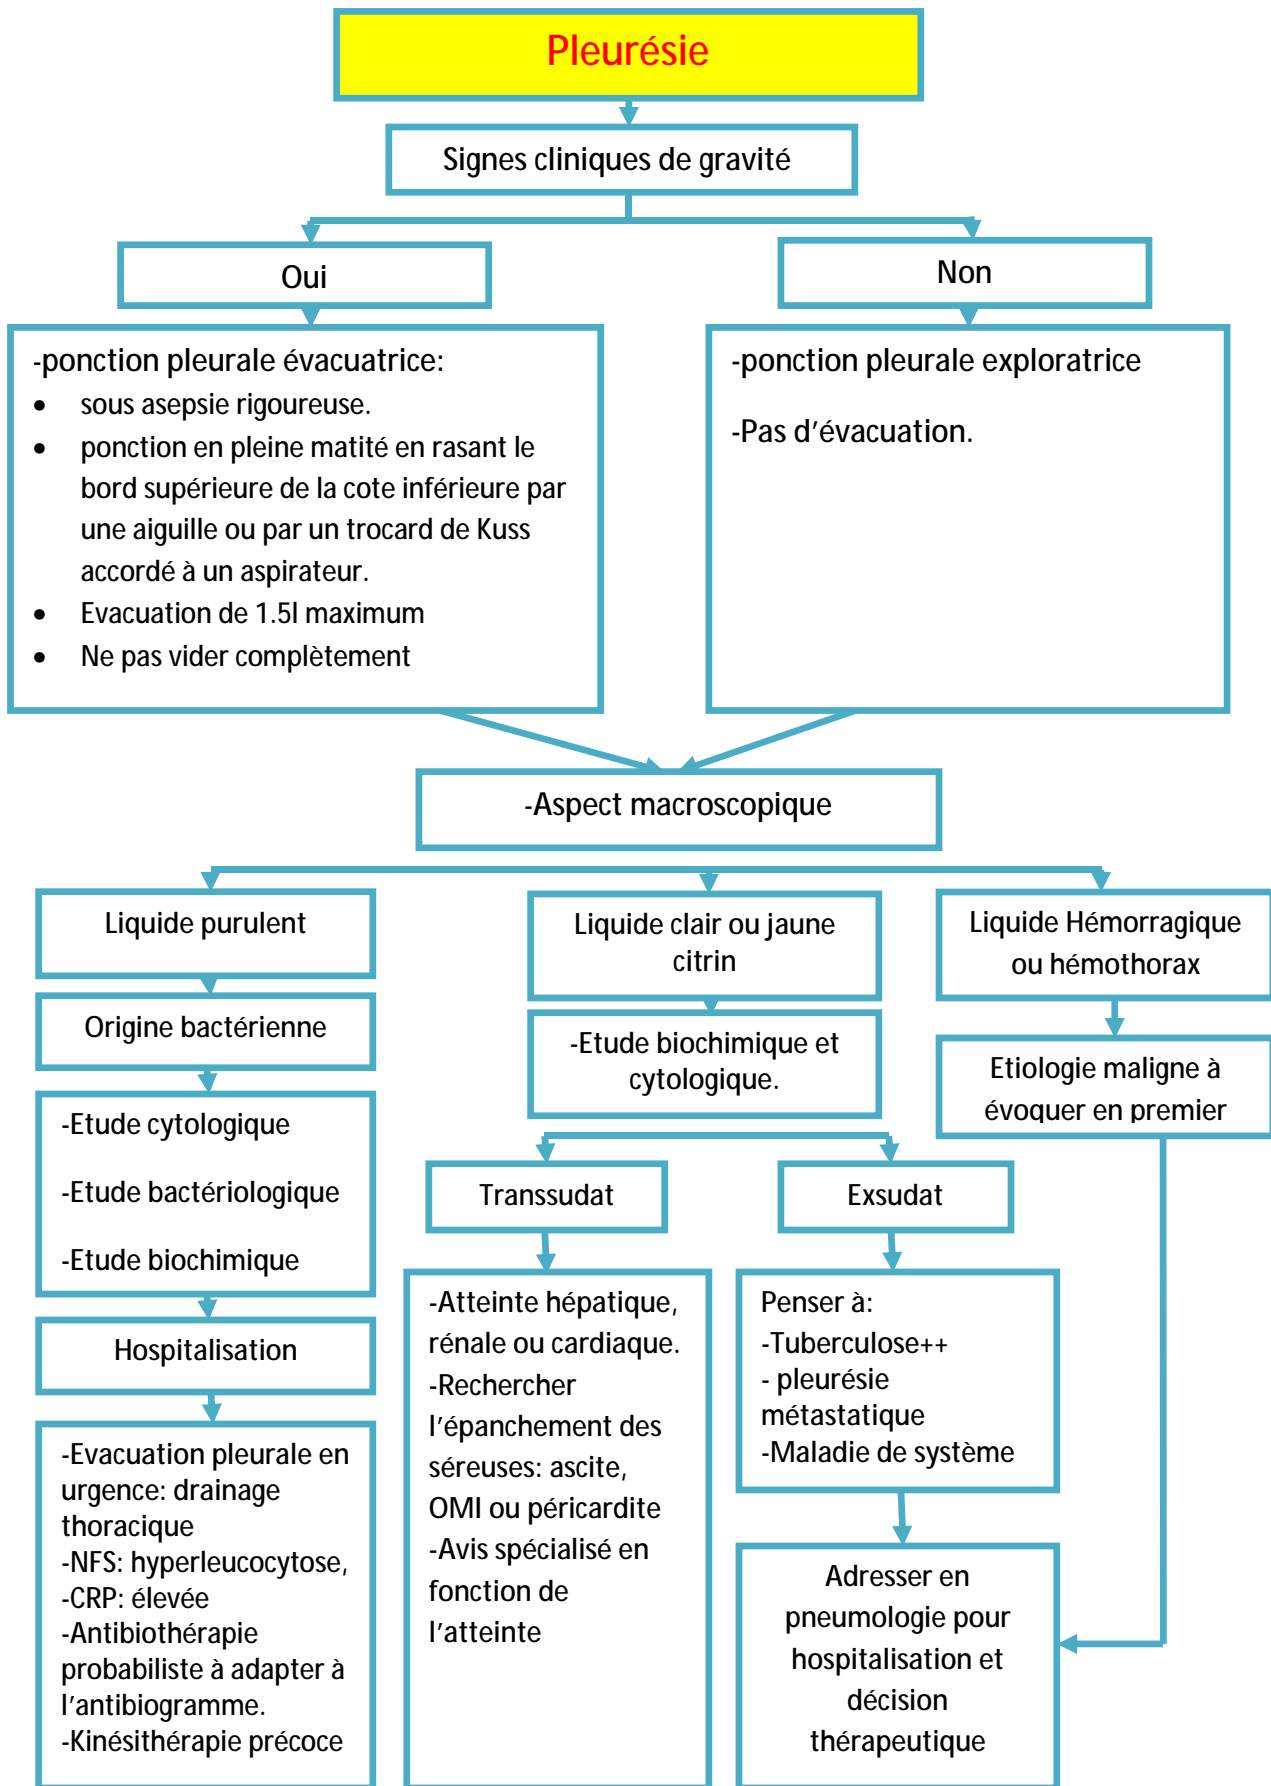 Pleurésie
Signes cliniques de gravité
Oui
Non
-ponction pleurale évacuatrice:
• sous asepsie rigoureuse.
• ponction en pleine matité en rasant le
bord supérieure de la cote inférieure par
une aiguille ou par un trocard de Kuss
accordé à un aspirateur.
• Evacuation de 1.5l maximum
• Ne pas vider complètement
-ponction pleurale exploratrice
-Pas d'évacuation.
-Aspect macroscopique
Liquide purulent
Origine bactérienne
-Etude cytologique
-Etude bactériologique
-Etude biochimique
Hospitalisation
-Evacuation pleurale en
urgence: drainage
thoracique
-NFS: hyperleucocytose,
-CRP: élevée
-Antibiothérapie
probabiliste à adapter à
l'antibiogramme.
-Kinésithérapie précoce
Liquide clair ou jaune
citrin
-Etude biochimique et
cytologique.
Transsudat
-Atteinte hépatique,
rénale ou cardiaque.
-Rechercher
l'épanchement des
séreuses: ascite,
OMI ou péricardite
-Avis spécialisé en
fonction de
l'atteinte
Exsudat
Penser à:
-Tuberculose++
- pleurésie
métastatique
-Maladie de système
Liquide Hémorragique
ou hémothorax
Etiologie maligne à
évoquer en premier
Adresser en
pneumologie pour
hospitalisation et
décision
thérapeutique